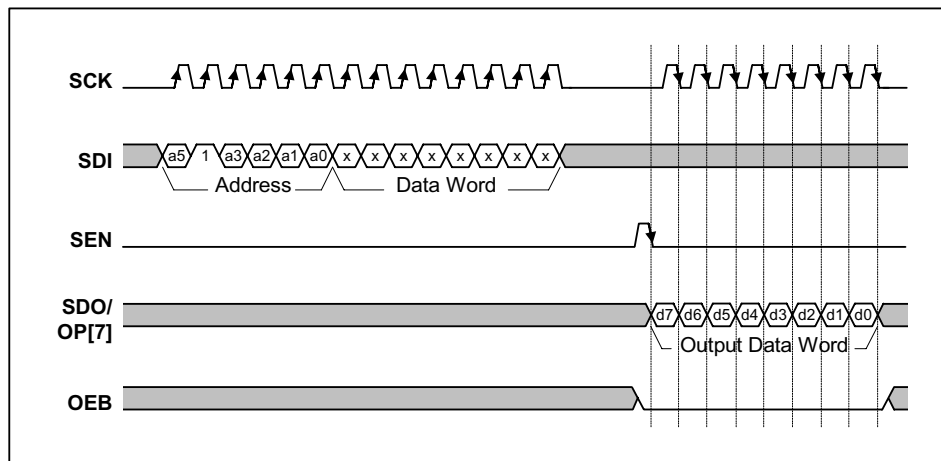 SCK
SDI
a5 1 a3 a2 a1 a0 x x x x x x x x
Address Data Word
SEN
SDO/
OP[7]
d7 d6 d5 d4 d3 d2 d1 d0
Output Data Word
OEB